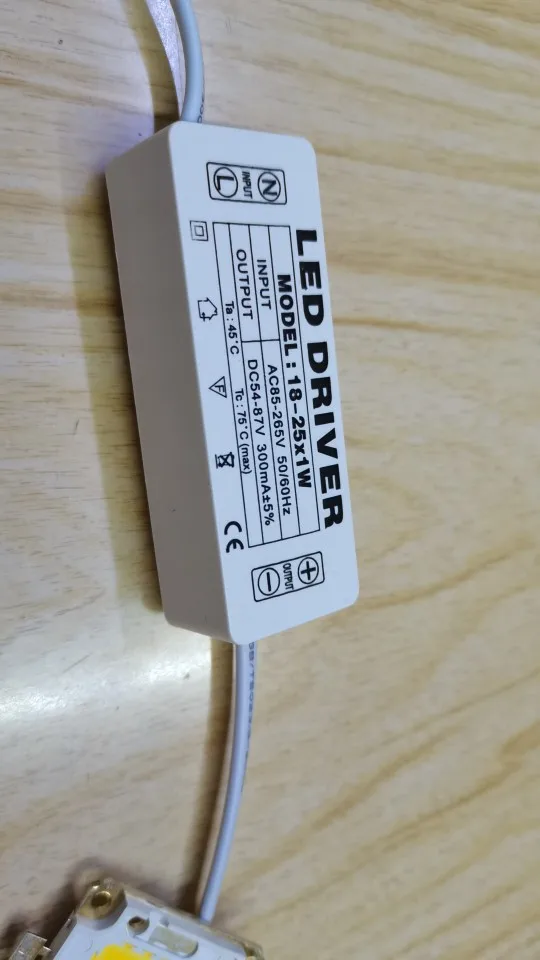 LED DRIVER
MODEL : 18-25x1W
INPUT AC85-265V 50/60Hz
OUTPUT DC54-87V 300mA±5%
Ta : 45°C Tc : 75°C (max)
N
INPUT
L
F
CE
+
OUTPUT
-